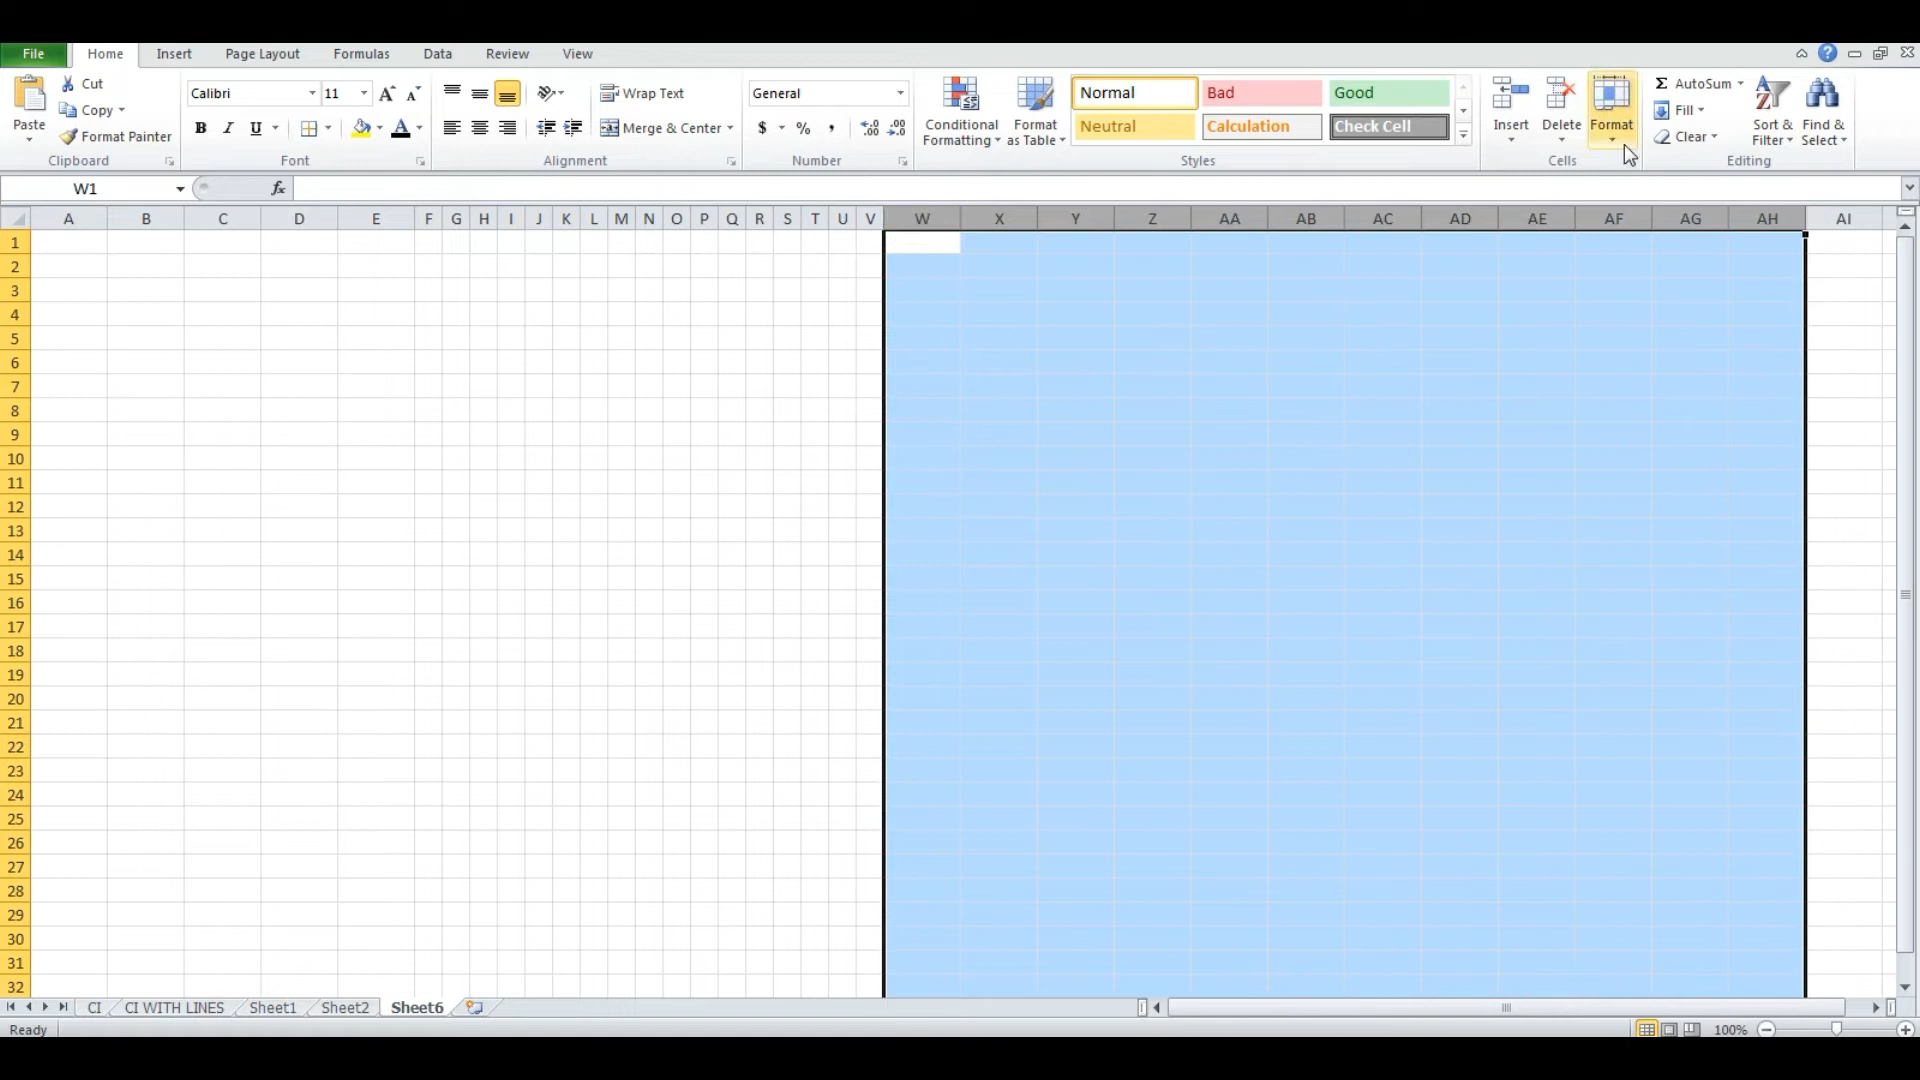 File Home Insert Page Layout Formulas Data Review View
Paste Cut Copy Format Painter
Clipboard
Calibri 11
B I U
Font
Wrap Text
Merge & Center
Alignment
General
$ % ,
Number
Conditional Formatting
Format as Table
Normal Bad Good
Neutral Calculation Check Cell
Styles
Insert Delete Format
Cells
Σ AutoSum
Fill
Clear
Sort & Filter
Find & Select
Editing
W1 fx
A B C D E F G H I J K L M N O P Q R S T U V W X Y Z AA AB AC AD AE AF AG AH AI
1
2
3
4
5
6
7
8
9
10
11
12
13
14
15
16
17
18
19
20
21
22
23
24
25
26
27
28
29
30
31
32
CI CI WITH LINES Sheet1 Sheet2 Sheet6
Ready 100%